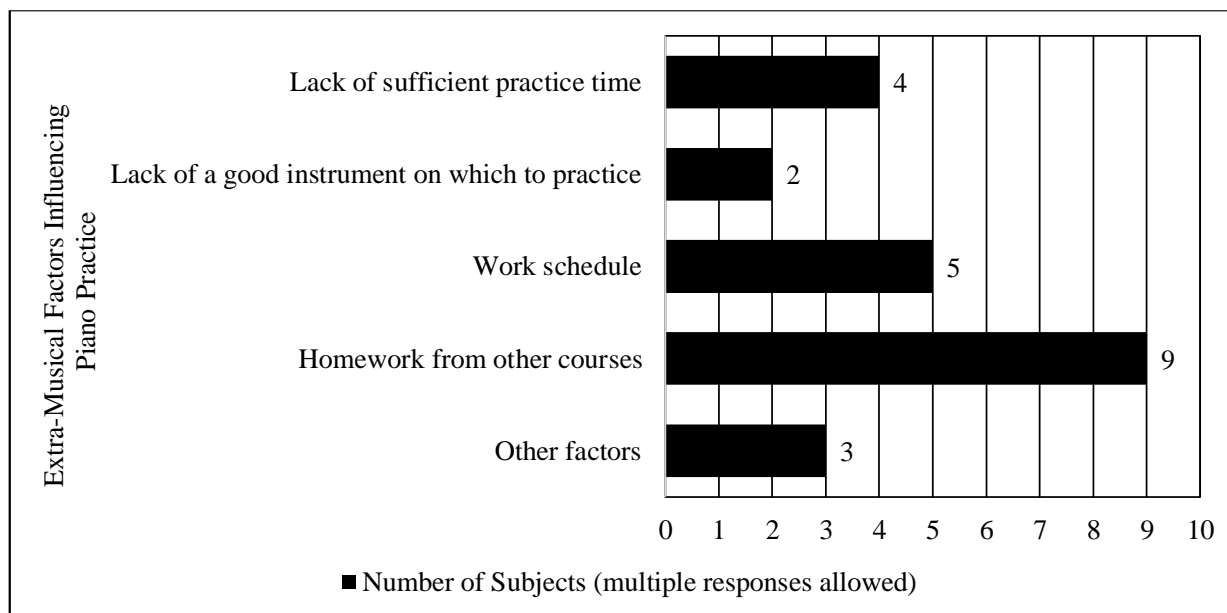 Extra-Musical Factors Influencing
Piano Practice
Lack of sufficient practice time
4
Lack of a good instrument on which to practice
2
Work schedule
5
Homework from other courses
9
Other factors
3
0 1 2 3 4 5 6 7 8 9 10
Number of Subjects (multiple responses allowed)